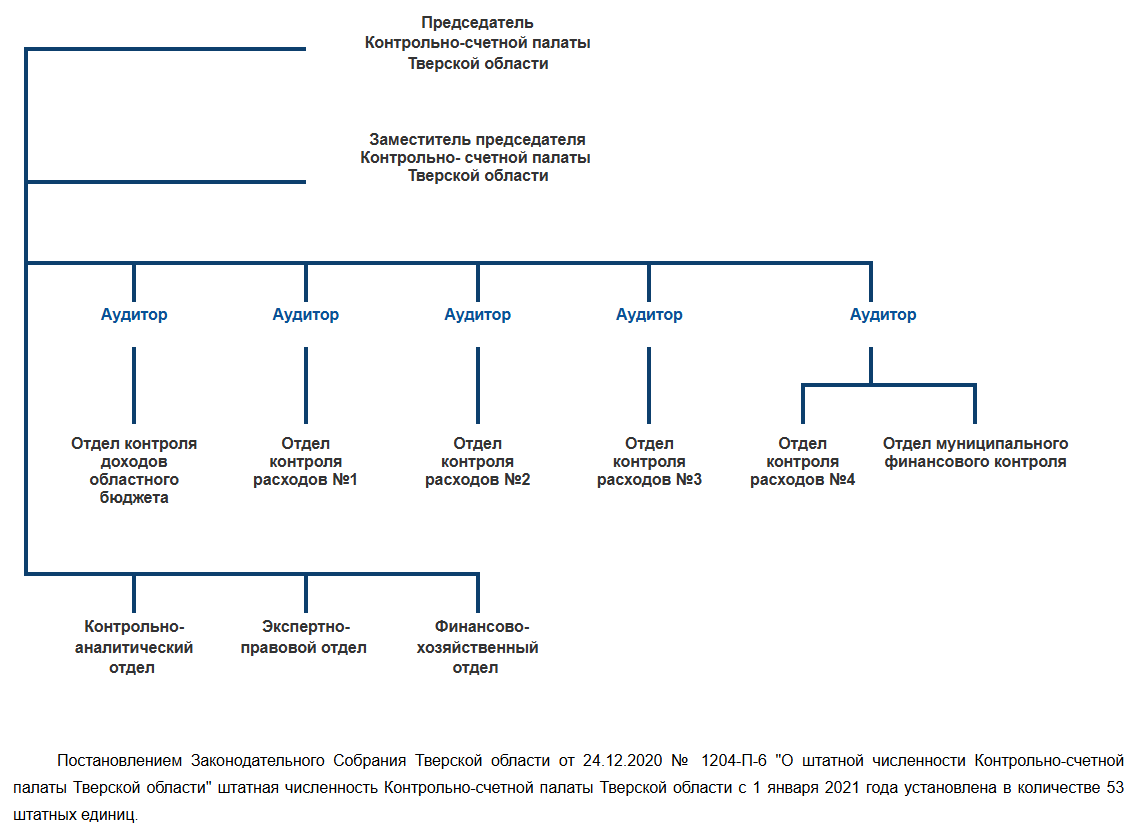 Председатель
Контрольно-счетной палаты
Тверской области
Заместитель председателя
Контрольно- счетной палаты
Тверской области
Аудитор
Аудитор
Аудитор
Аудитор
Аудитор
Отдел контроля
доходов
областного
бюджета
Отдел
контроля
расходов №1
Отдел
контроля
расходов №2
Отдел
контроля
расходов №3
Отдел
контроля
расходов №4
Отдел муниципального
финансового контроля
Контрольно-
аналитический
отдел
Экспертно-
правовой отдел
Финансово-
хозяйственный
отдел
Постановлением Законодательного Собрания Тверской области от 24.12.2020 № 1204-П-6 "О штатной численности Контрольно-счетной
палаты Тверской области" штатная численность Контрольно-счетной палаты Тверской области с 1 января 2021 года установлена в количестве 53
штатных единиц.